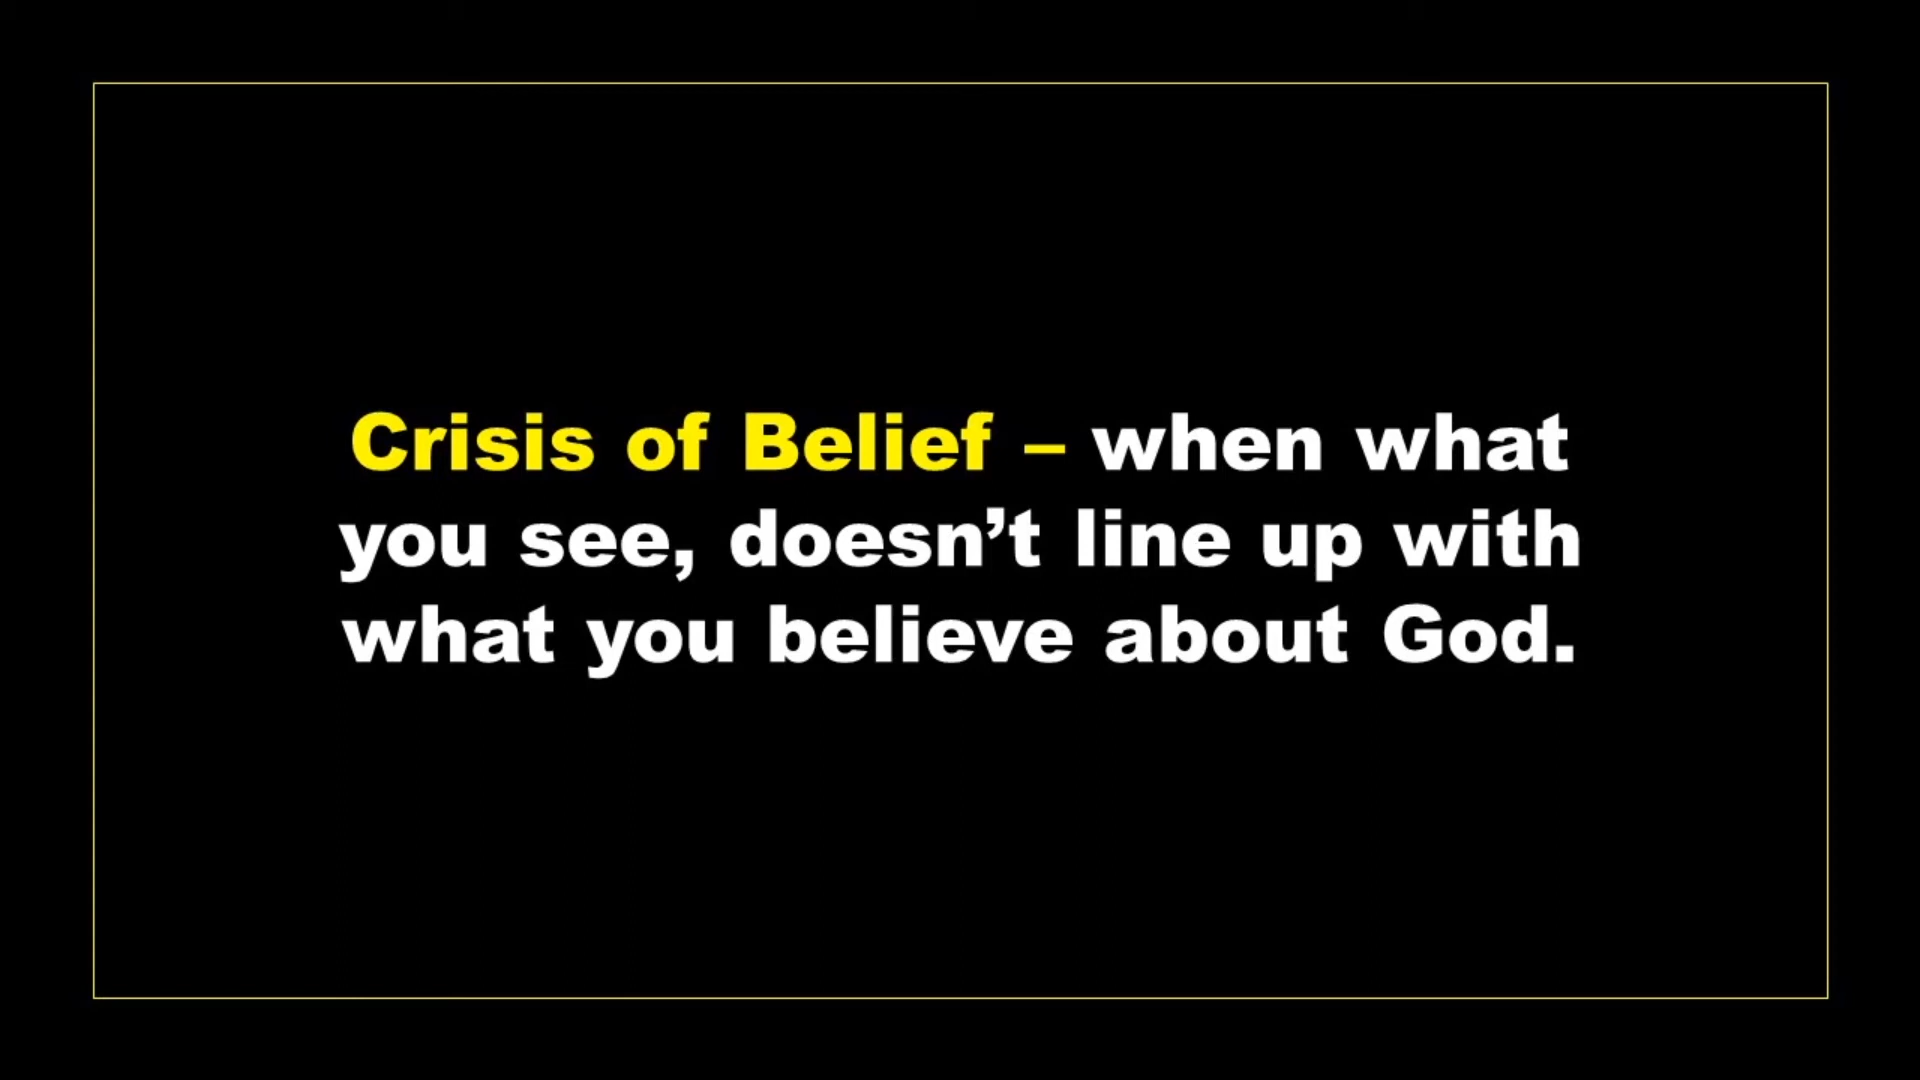 Crisis of Belief – when what
you see, doesn’t line up with
what you believe about God.